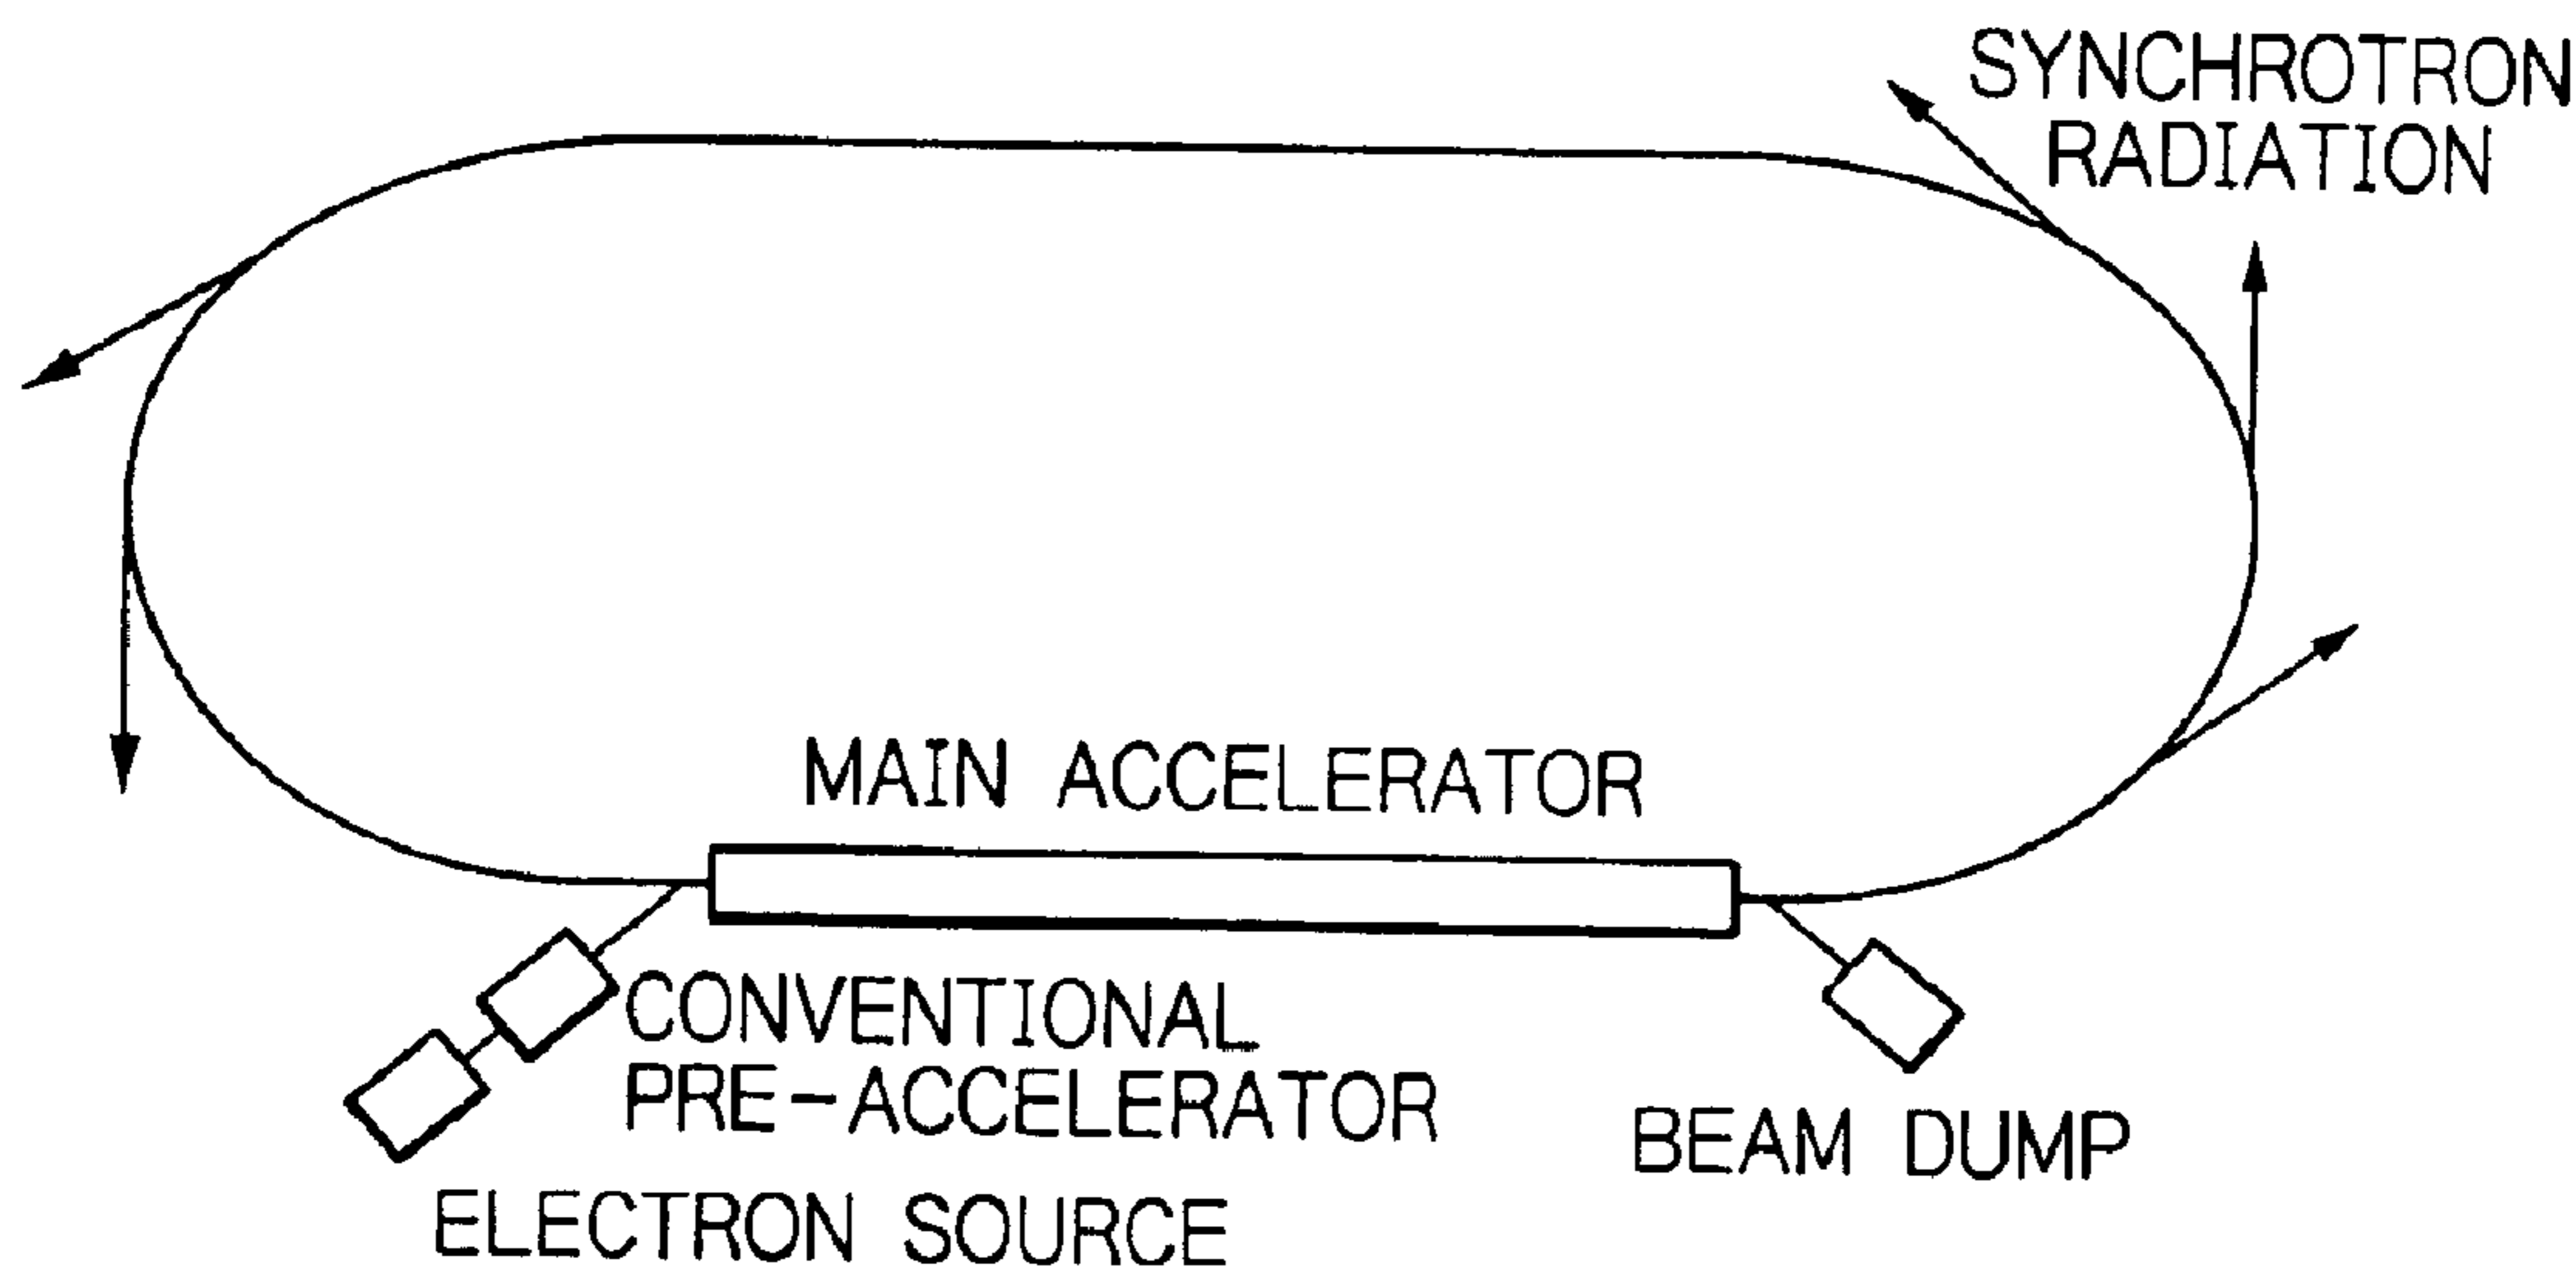 SYNCHROTRON
RADIATION
MAIN ACCELERATOR
CONVENTIONAL
PRE-ACCELERATOR
BEAM DUMP
ELECTRON SOURCE